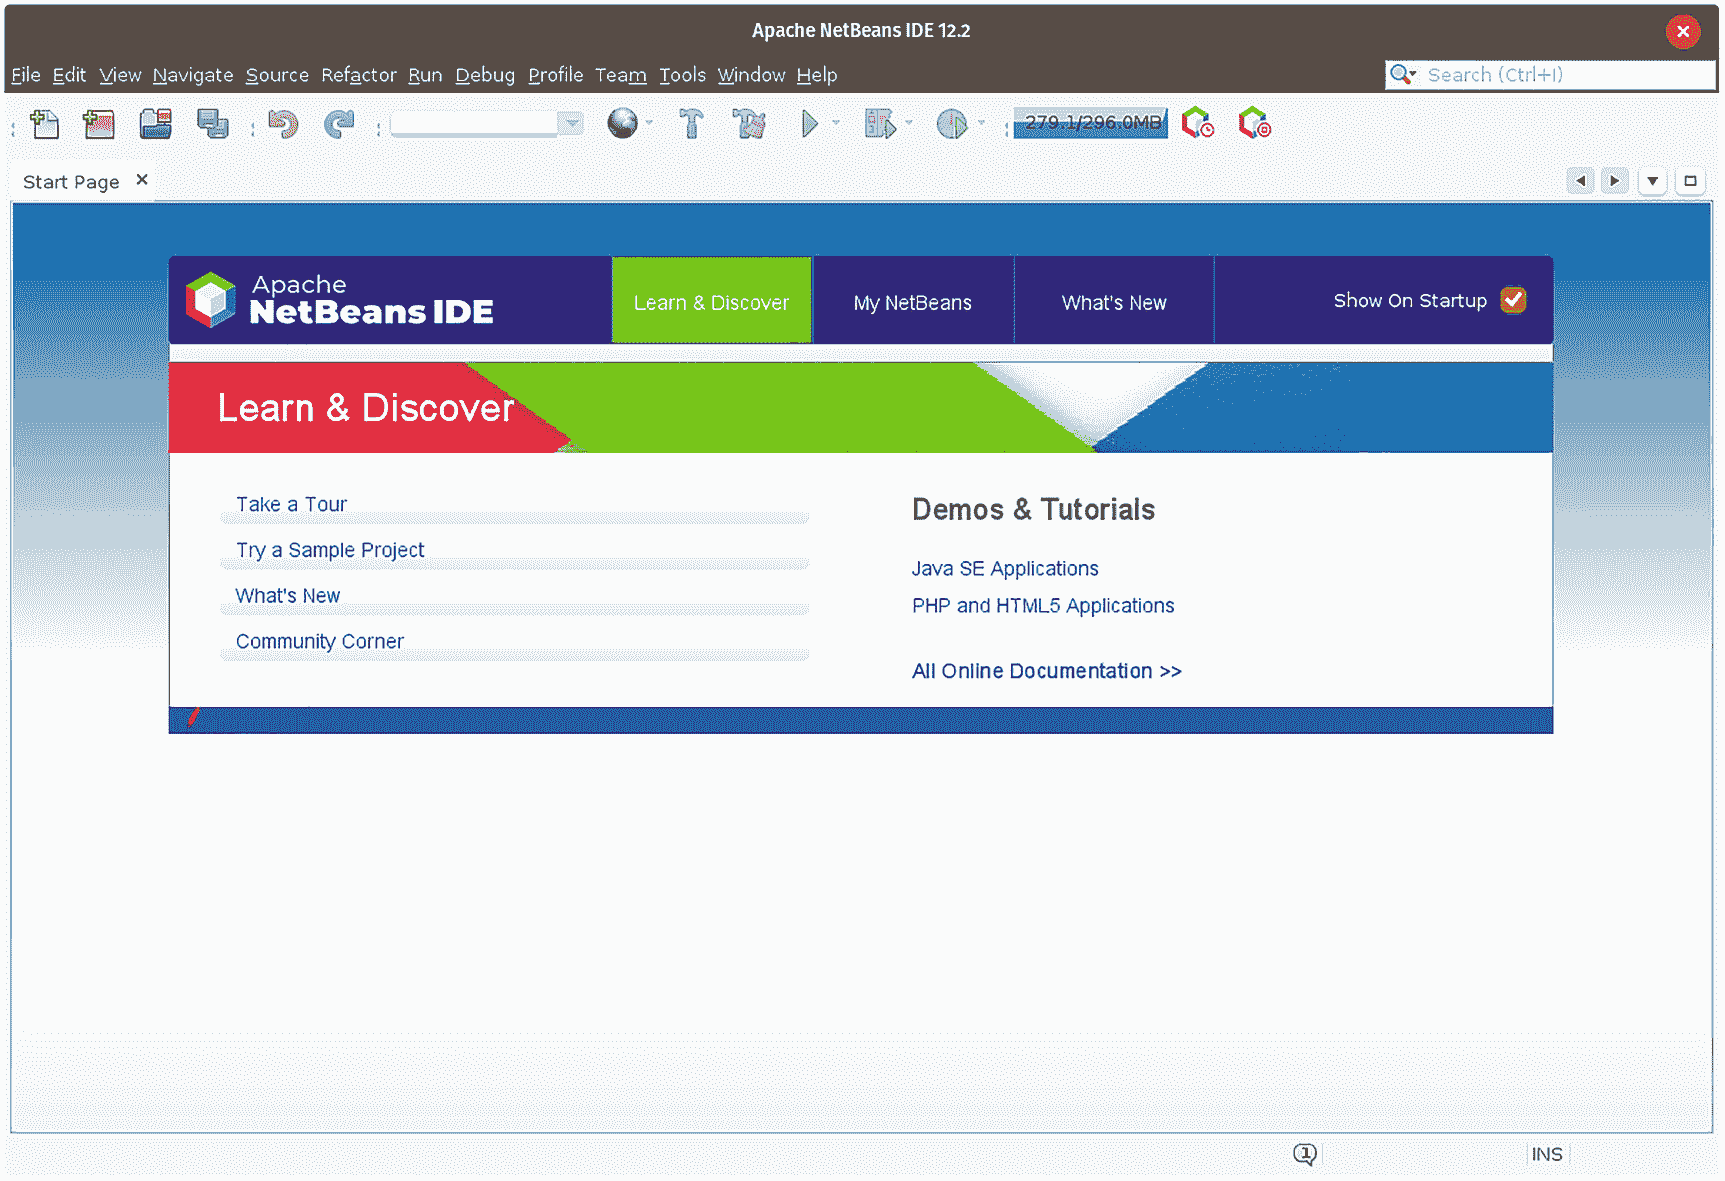 Apache NetBeans IDE 12.2
File Edit View Navigate Source Refactor Run Debug Profile Team Tools Window Help
Search (Ctrl+I)
279.1/296.0MB
Start Page
Apache
NetBeans IDE
Learn & Discover
My NetBeans
What's New
Show On Startup
Learn & Discover
Take a Tour
Try a Sample Project
What's New
Community Corner
Demos & Tutorials
Java SE Applications
PHP and HTML5 Applications
All Online Documentation >>
1
INS